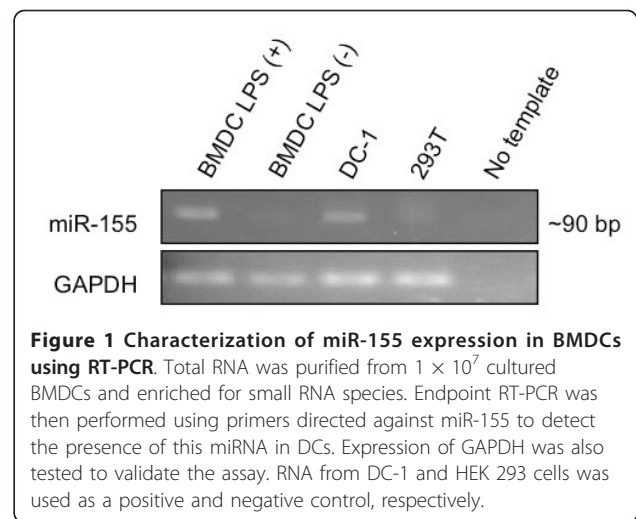 BMDC LPS (+)
BMDC LPS (-)
DC-1
293T
No template
miR-155
~90 bp
GAPDH
Figure 1 Characterization of miR-155 expression in BMDCs
using RT-PCR. Total RNA was purified from 1 × 10⁷ cultured
BMDCs and enriched for small RNA species. Endpoint RT-PCR was
then performed using primers directed against miR-155 to detect
the presence of this miRNA in DCs. Expression of GAPDH was also
tested to validate the assay. RNA from DC-1 and HEK 293 cells was
used as a positive and negative control, respectively.